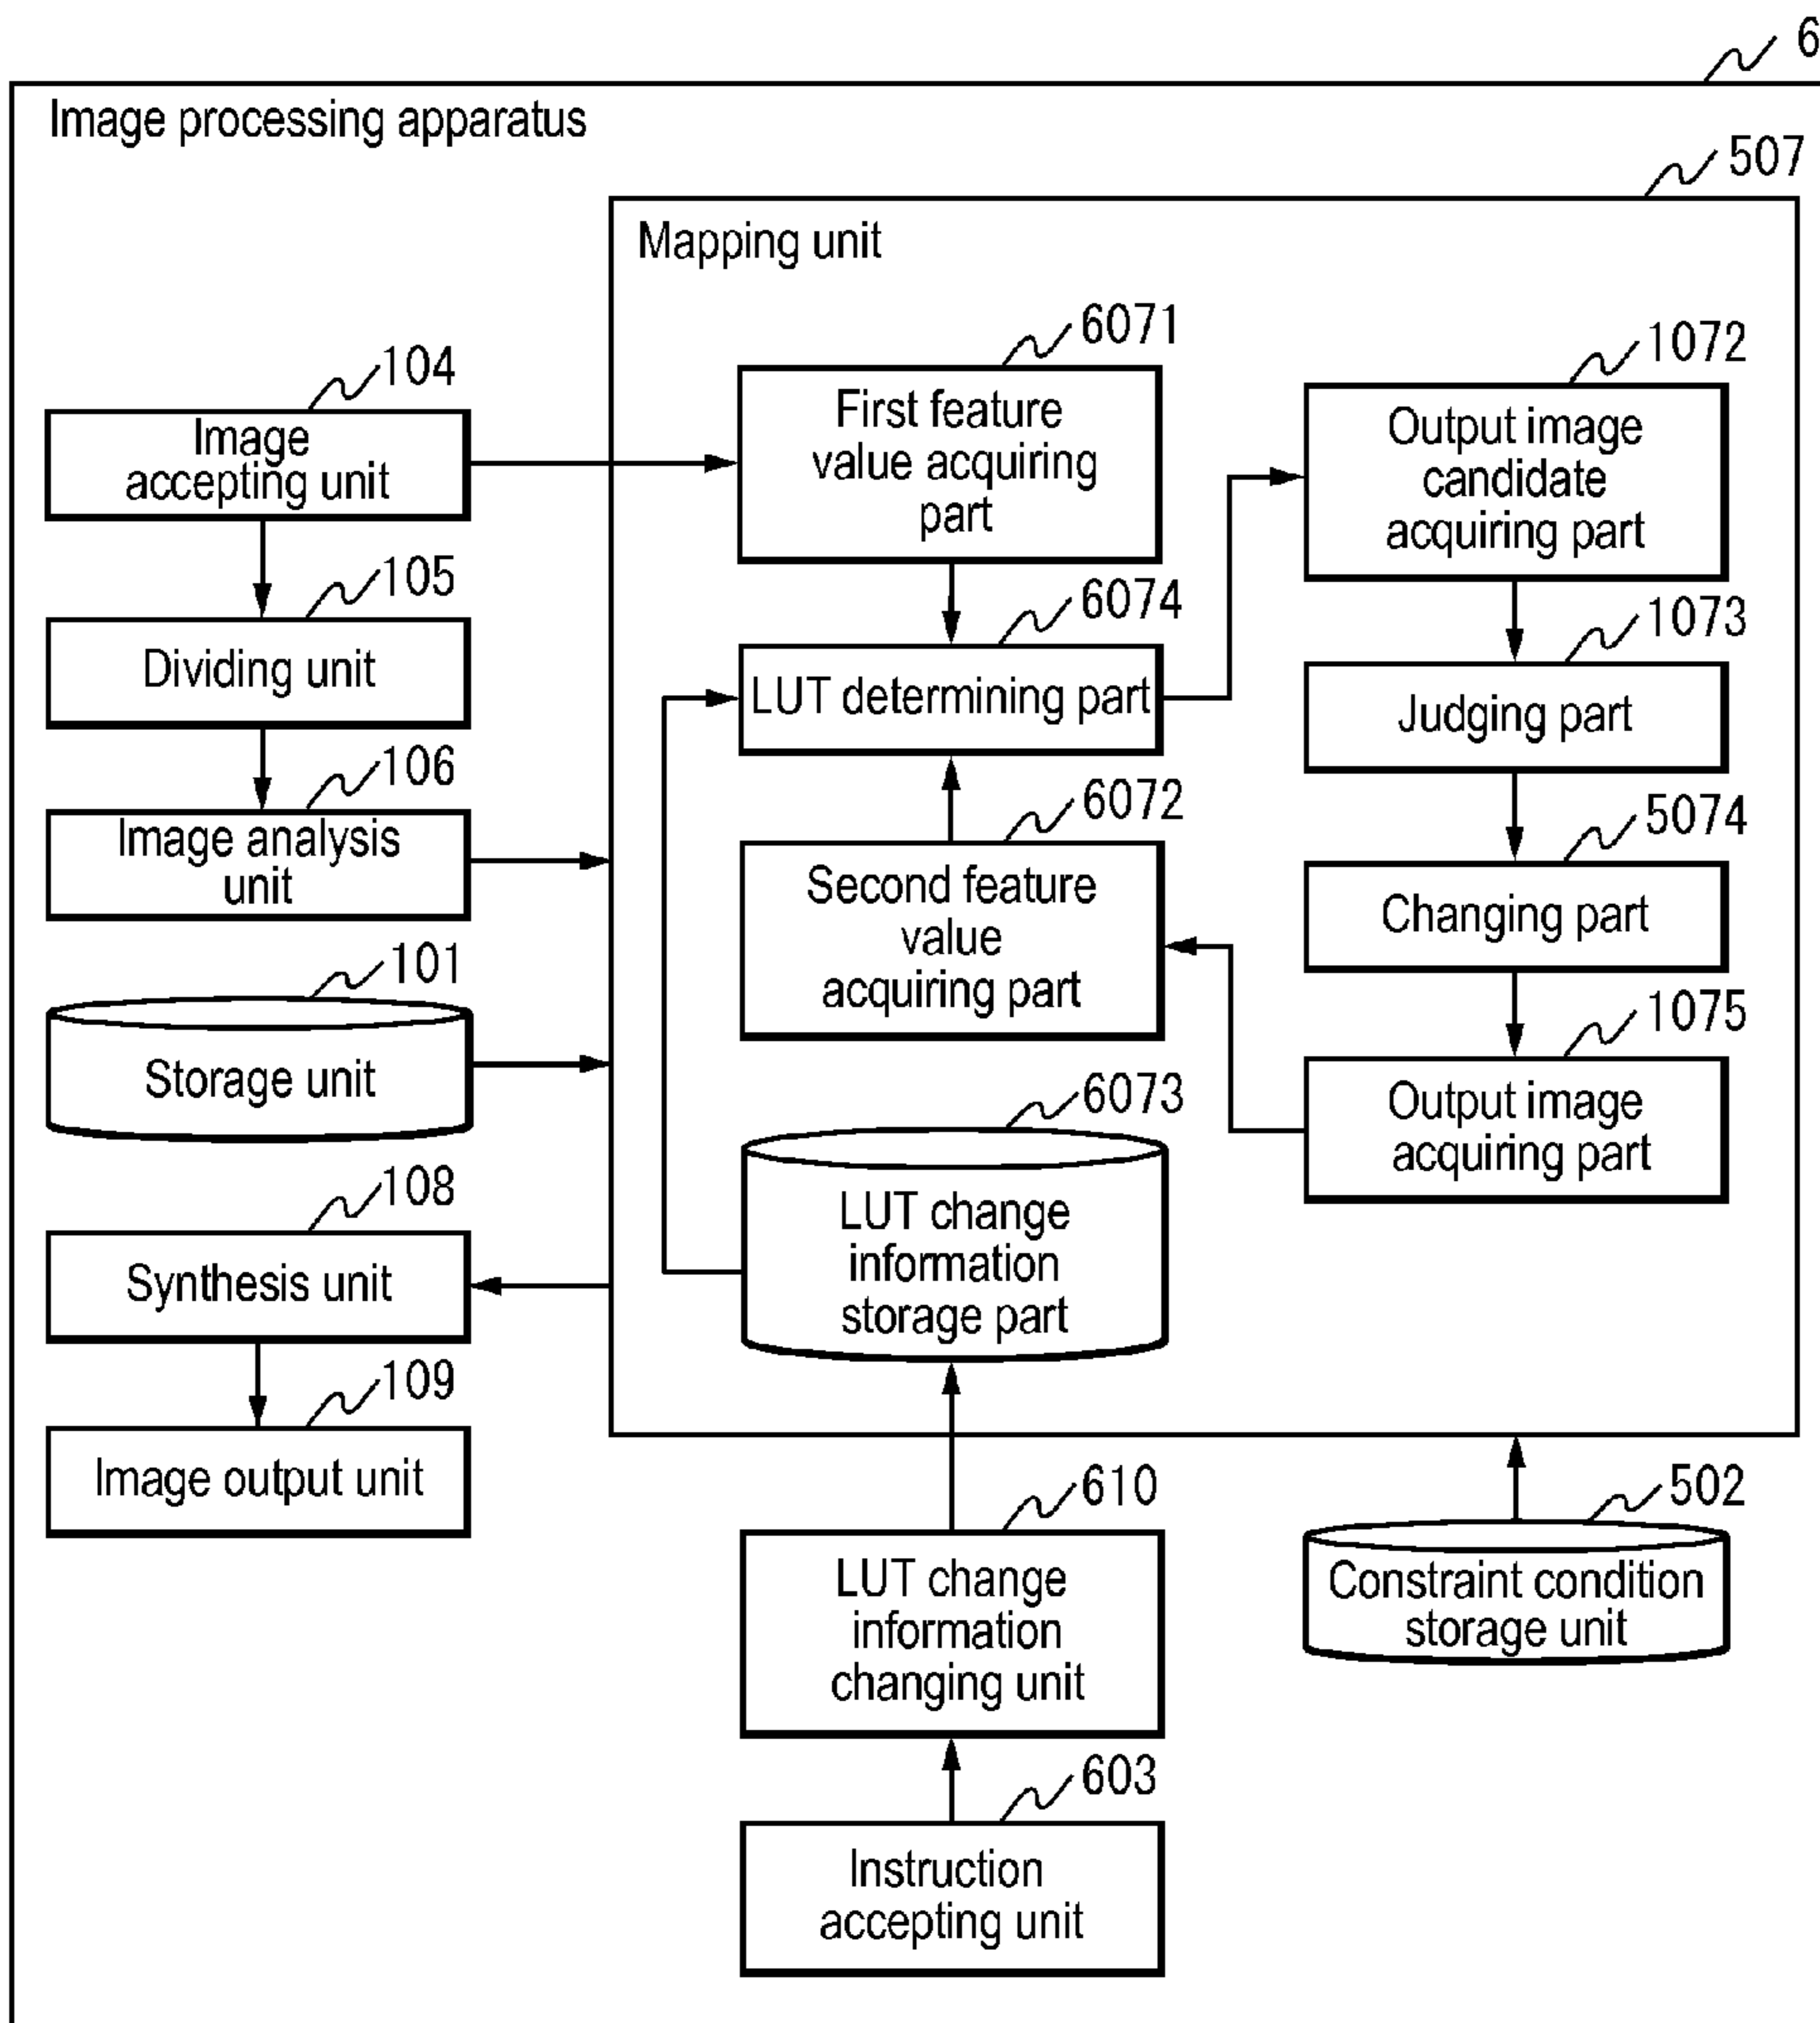 6
Image processing apparatus
507
Mapping unit
104
Image
accepting unit
105
Dividing unit
106
Image analysis
unit
101
Storage unit
108
Synthesis unit
109
Image output unit
6071
First feature
value acquiring
part
6074
LUT determining part
6072
Second feature
value
acquiring part
6073
LUT change
information
storage part
1072
Output image
candidate
acquiring part
1073
Judging part
5074
Changing part
1075
Output image
acquiring part
610
LUT change
information
changing unit
603
Instruction
accepting unit
502
Constraint condition
storage unit